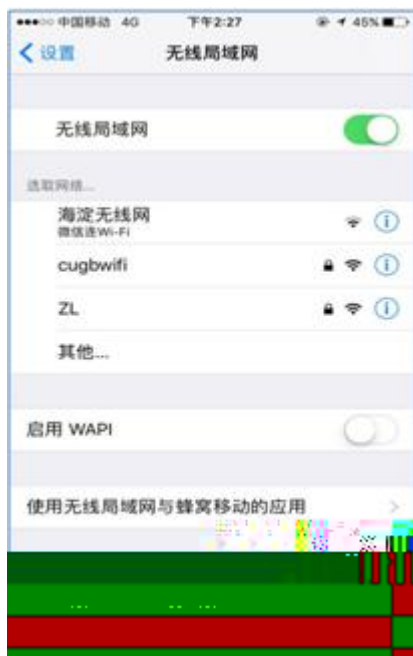 中国移动 4G 下午2:27 45%
设置 无线局域网
无线局域网
选取网络...
海淀无线网
微信连Wi-Fi
cugbwifi
ZL
其他...
启用 WAPI
使用无线局域网与蜂窝移动的应用